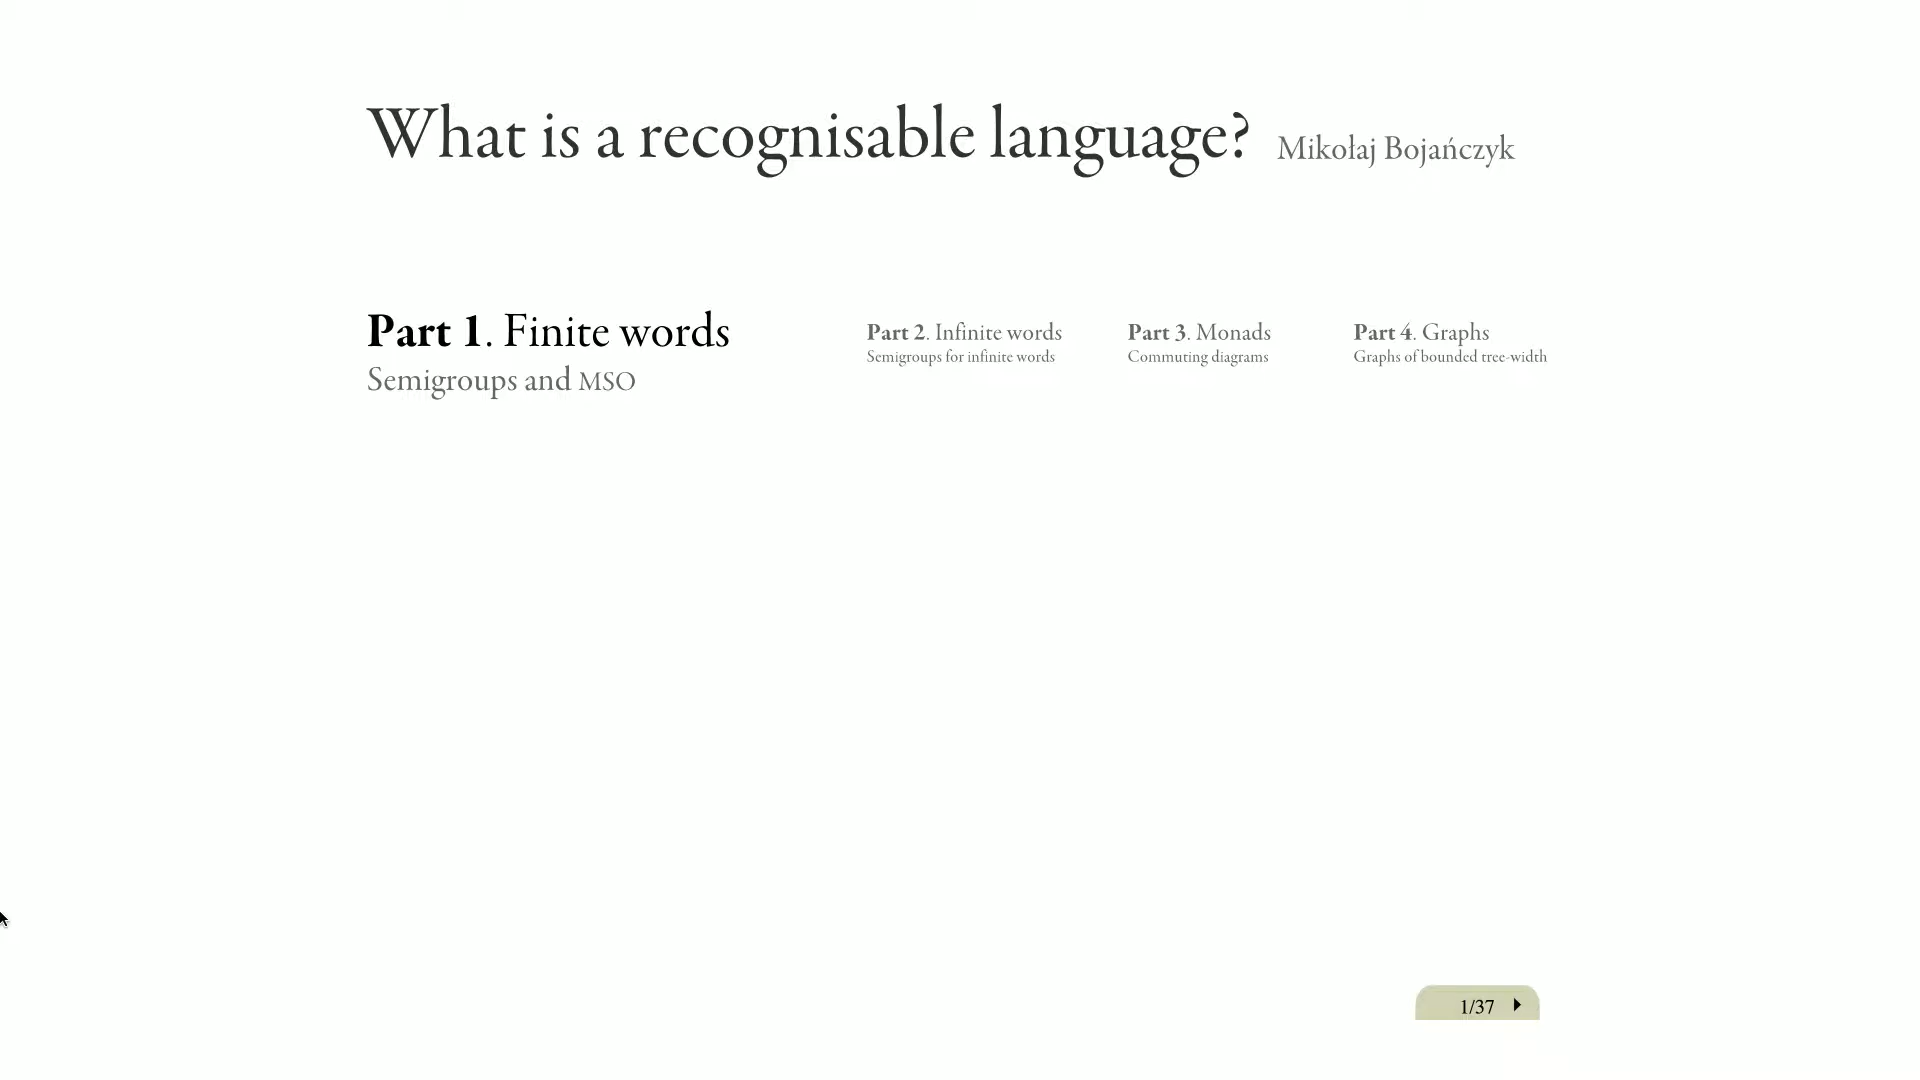 What is a recognisable language? Mikołaj Bojańczyk
Part 1. Finite words
Semigroups and MSO
Part 2. Infinite words
Semigroups for infinite words
Part 3. Monads
Commuting diagrams
Part 4. Graphs
Graphs of bounded tree-width
1/37